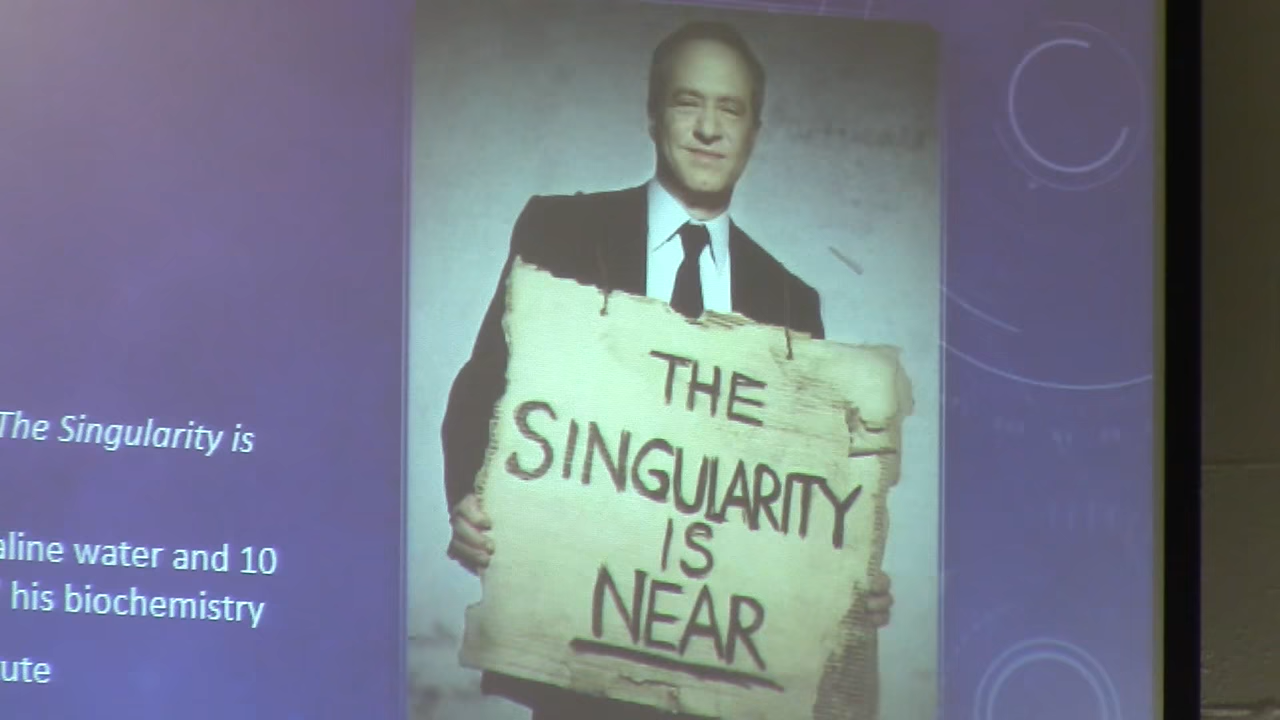 The Singularity is
aline water and 10
his biochemistry
ute
THE
SINGULARITY
IS
NEAR